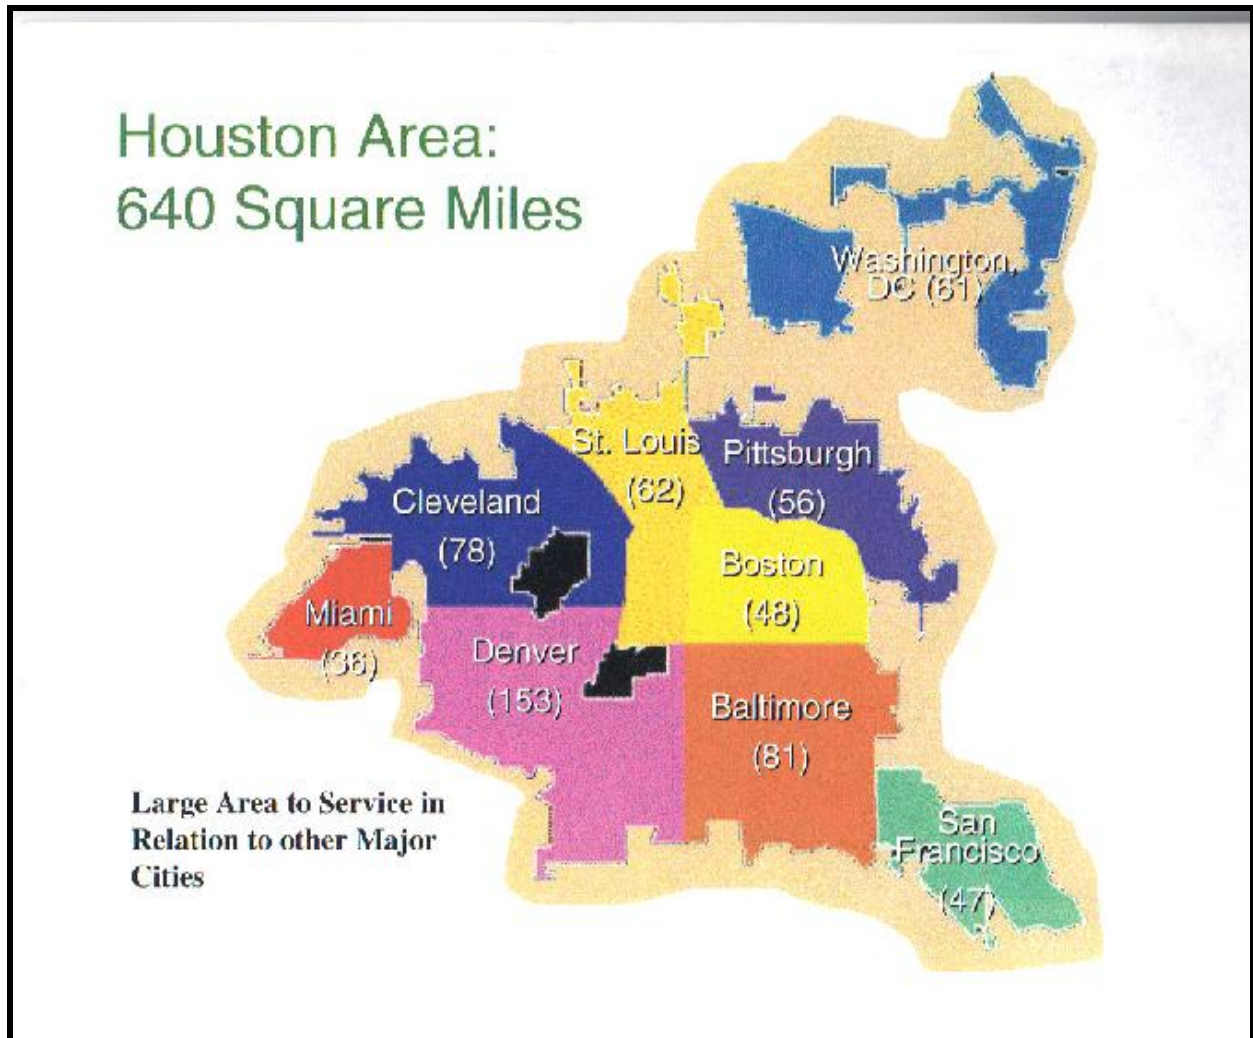 Houston Area:
640 Square Miles
Washington,
DC (61)
St. Louis
(62)
Pittsburgh
(56)
Cleveland
(78)
Boston
(48)
Miami
(36)
Denver
(153)
Baltimore
(81)
San
Francisco
(47)
Large Area to Service in
Relation to other Major
Cities